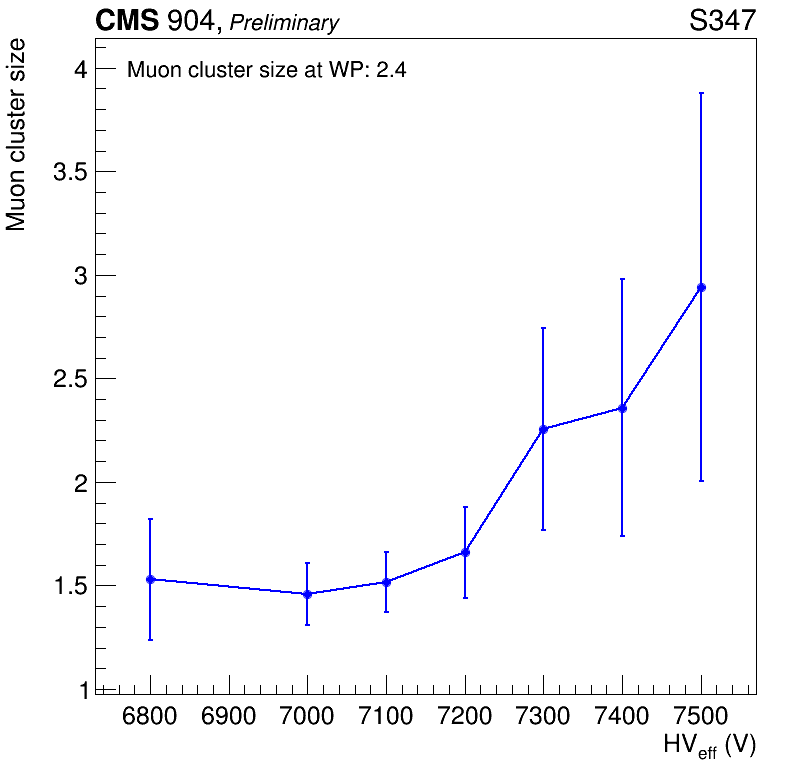 CMS 904, Preliminary S347
Muon cluster size
Muon cluster size at WP: 2.4
4
3.5
3
2.5
2
1.5
1
6800 6900 7000 7100 7200 7300 7400 7500
HVeff (V)